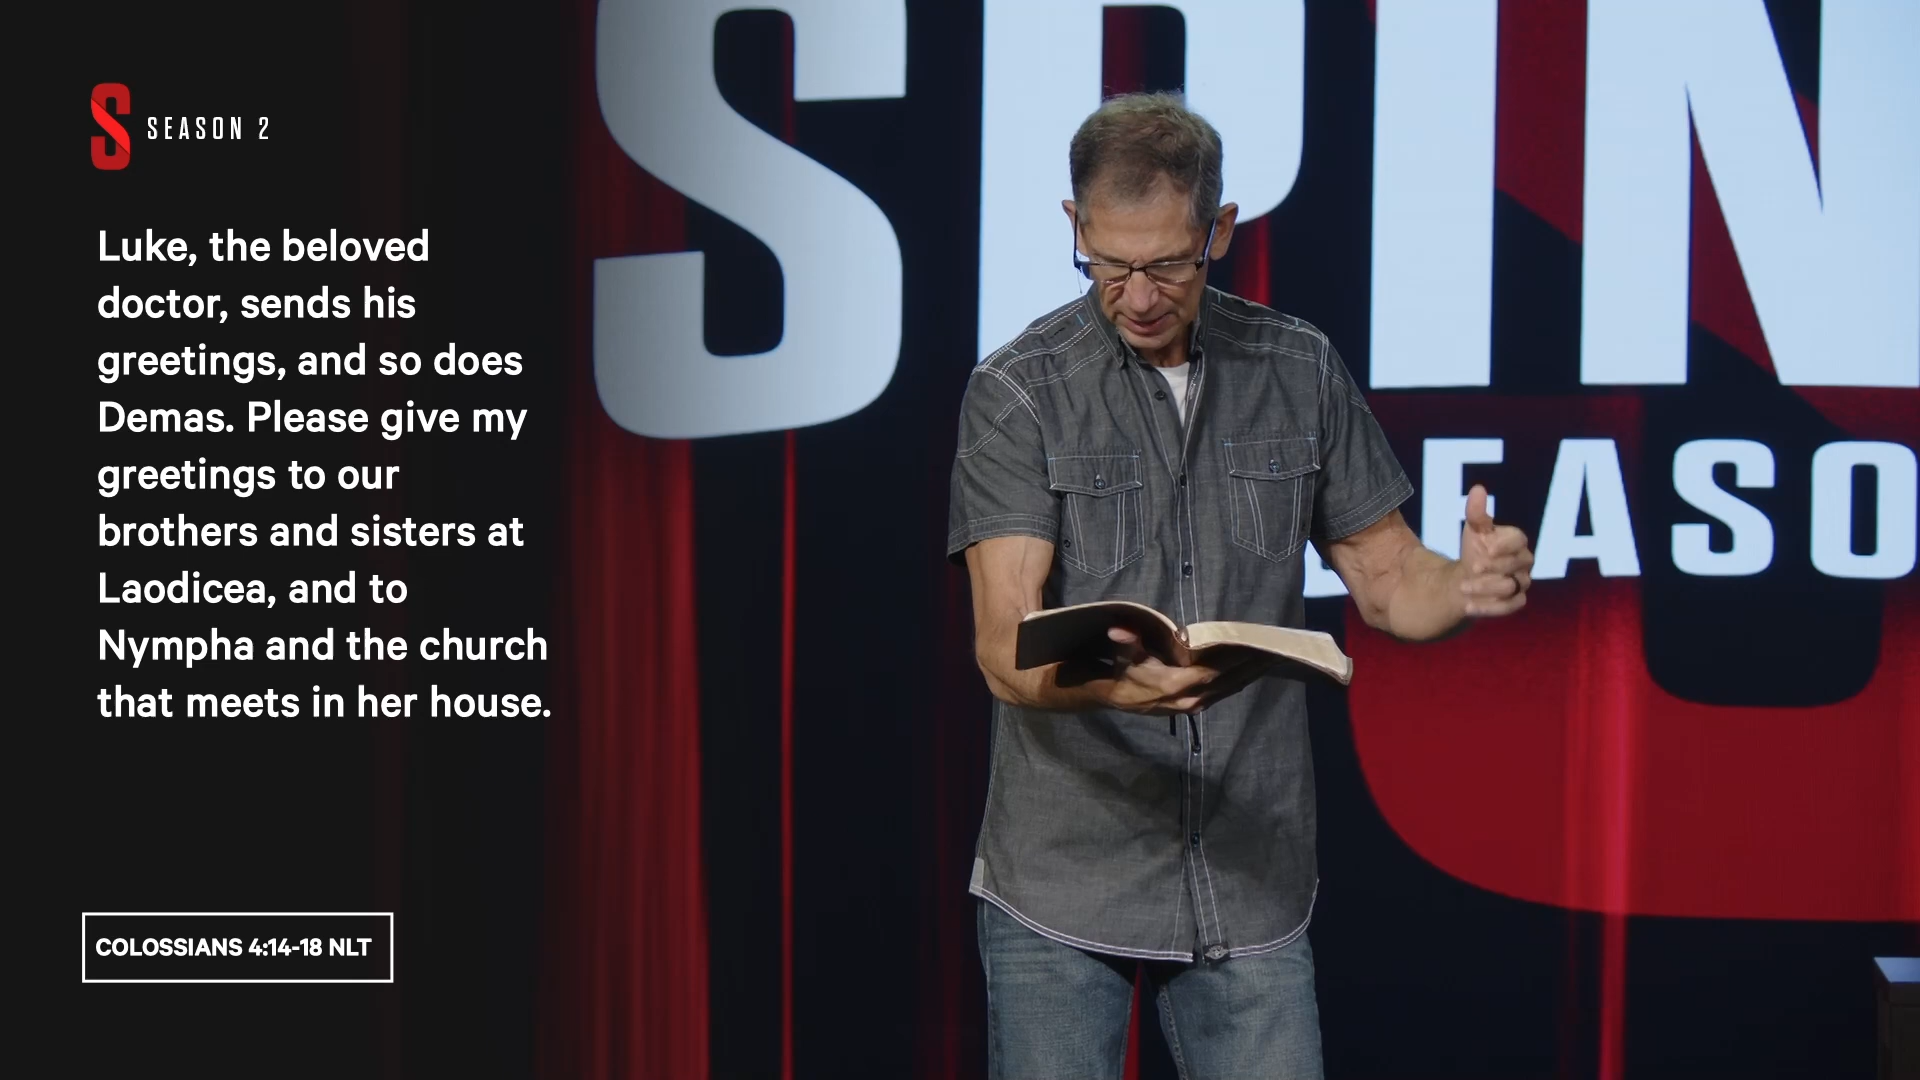 S SEASON 2
Luke, the beloved
doctor, sends his
greetings, and so does
Demas. Please give my
greetings to our
brothers and sisters at
Laodicea, and to
Nympha and the church
that meets in her house.
COLOSSIANS 4:14-18 NLT
SPIN
SEASO